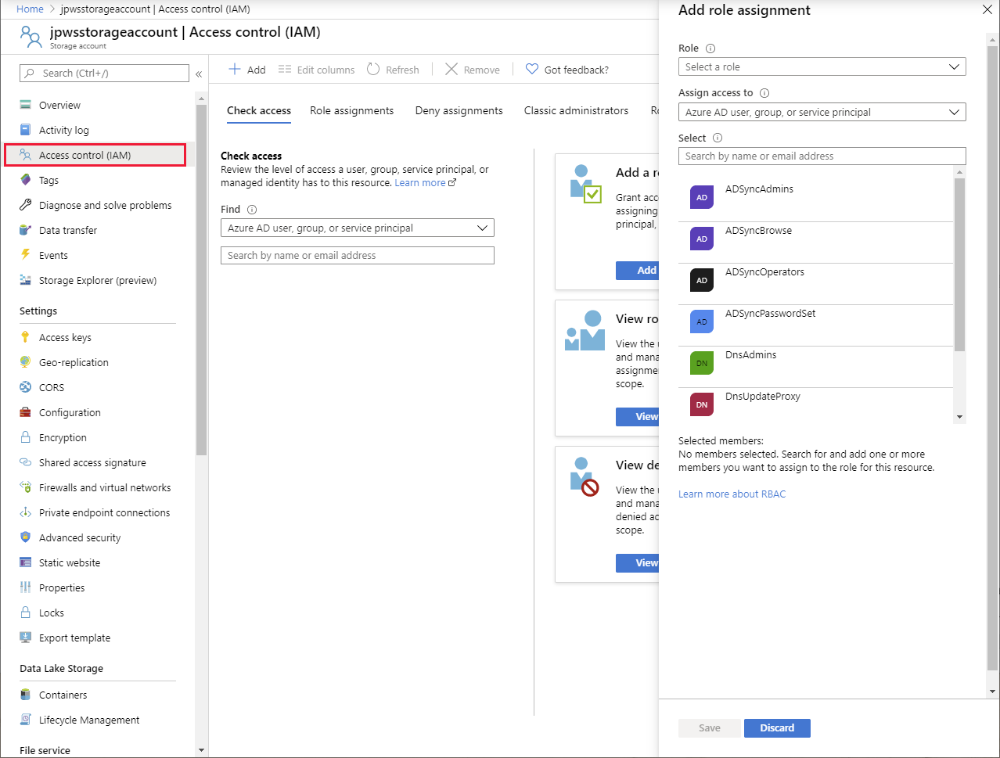 Home > jpwsstorageaccount | Access control (IAM)
jpwsstorageaccount | Access control (IAM)
Storage account
Search (Ctrl+/)
«
Overview
Activity log
Access control (IAM)
Tags
Diagnose and solve problems
Data transfer
Events
Storage Explorer (preview)
Settings
Access keys
Geo-replication
CORS
Configuration
Encryption
Shared access signature
Firewalls and virtual networks
Private endpoint connections
Advanced security
Static website
Properties
Locks
Export template
Data Lake Storage
Containers
Lifecycle Management
File service
Add Edit columns Refresh Remove Got feedback?
Check access Role assignments Deny assignments Classic administrators Ro
Check access
Review the level of access a user, group, service principal, or
managed identity has to this resource. Learn more
Find
Azure AD user, group, or service principal
Search by name or email address
Add a r
Grant acc
assigning
principal,
Add
View ro
View the
and mana
assignmen
scope.
View
View de
View the
and mana
denied ac
scope.
View
Add role assignment
Role
Select a role
Assign access to
Azure AD user, group, or service principal
Select
Search by name or email address
AD ADSyncAdmins
AD ADSyncBrowse
AD ADSyncOperators
AD ADSyncPasswordSet
DN DnsAdmins
DN DnsUpdateProxy
Selected members:
No members selected. Search for and add one or more
members you want to assign to the role for this resource.
Learn more about RBAC
Save Discard